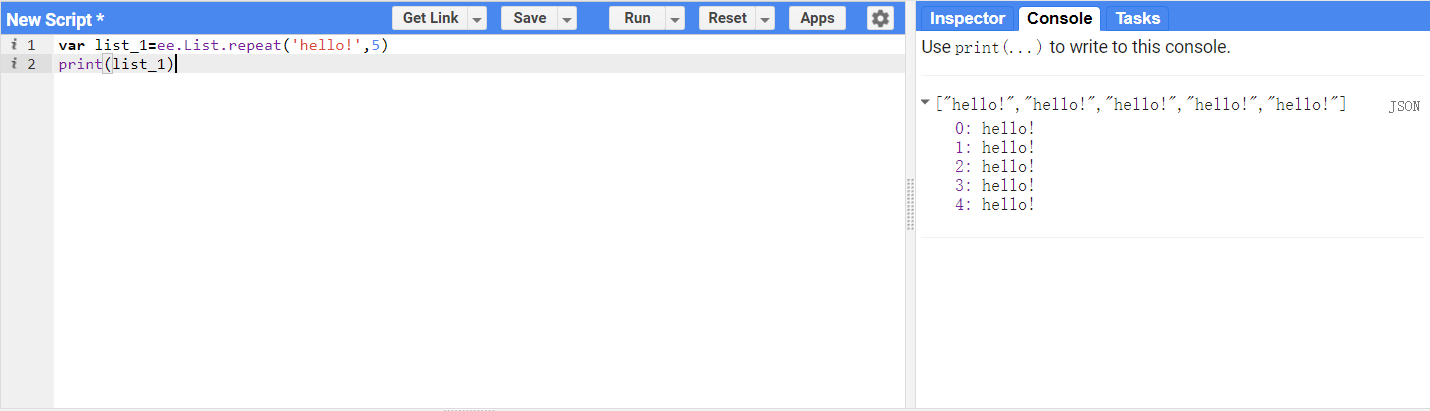 New Script *
Get Link
Save
Run
Reset
Apps
i 1 var list_1=ee.List.repeat('hello!',5)
i 2 print(list_1)
Inspector
Console
Tasks
Use print(...) to write to this console.
["hello!","hello!","hello!","hello!","hello!"]
JSON
0: hello!
1: hello!
2: hello!
3: hello!
4: hello!